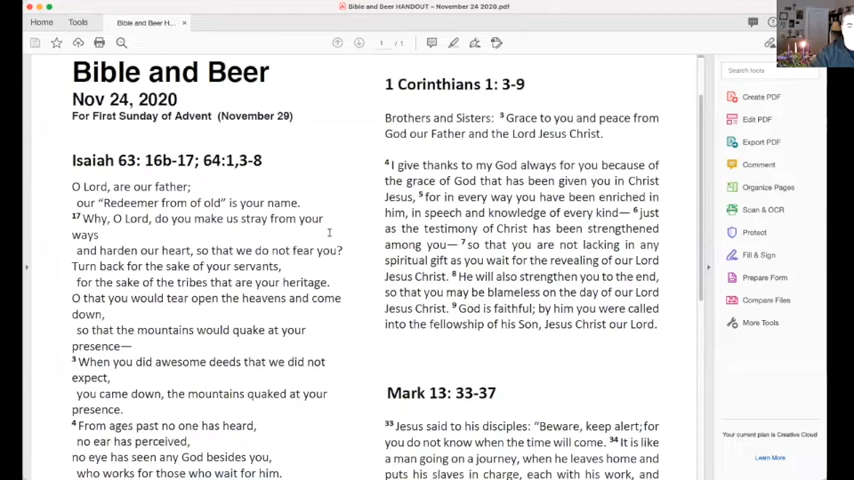 Bible and Beer HANDOUT – November 24 2020.pdf
Home
Tools
Bible and Beer H...
×
1 / 1
Bible and Beer
Nov 24, 2020
For First Sunday of Advent (November 29)
Isaiah 63: 16b-17; 64:1,3-8
O Lord, are our father;
our “Redeemer from of old” is your name.
17 Why, O Lord, do you make us stray from your
ways
and harden our heart, so that we do not fear you?
Turn back for the sake of your servants,
for the sake of the tribes that are your heritage.
O that you would tear open the heavens and come
down,
so that the mountains would quake at your
presence—
3 When you did awesome deeds that we did not
expect,
you came down, the mountains quaked at your
presence.
4 From ages past no one has heard,
no ear has perceived,
no eye has seen any God besides you,
who works for those who wait for him.
1 Corinthians 1: 3-9
Brothers and Sisters: 3 Grace to you and peace from
God our Father and the Lord Jesus Christ.
4 I give thanks to my God always for you because of
the grace of God that has been given you in Christ
Jesus, 5 for in every way you have been enriched in
him, in speech and knowledge of every kind— 6 just
as the testimony of Christ has been strengthened
among you— 7 so that you are not lacking in any
spiritual gift as you wait for the revealing of our Lord
Jesus Christ. 8 He will also strengthen you to the end,
so that you may be blameless on the day of our Lord
Jesus Christ. 9 God is faithful; by him you were called
into the fellowship of his Son, Jesus Christ our Lord.
Mark 13: 33-37
33 Jesus said to his disciples: “Beware, keep alert; for
you do not know when the time will come. 34 It is like
a man going on a journey, when he leaves home and
puts his slaves in charge, each with his work, and
Search tools
Create PDF
Edit PDF
Export PDF
Comment
Organize Pages
Scan & OCR
Protect
Fill & Sign
Prepare Form
Compare Files
More Tools
Your current plan is Creative Cloud
Learn More